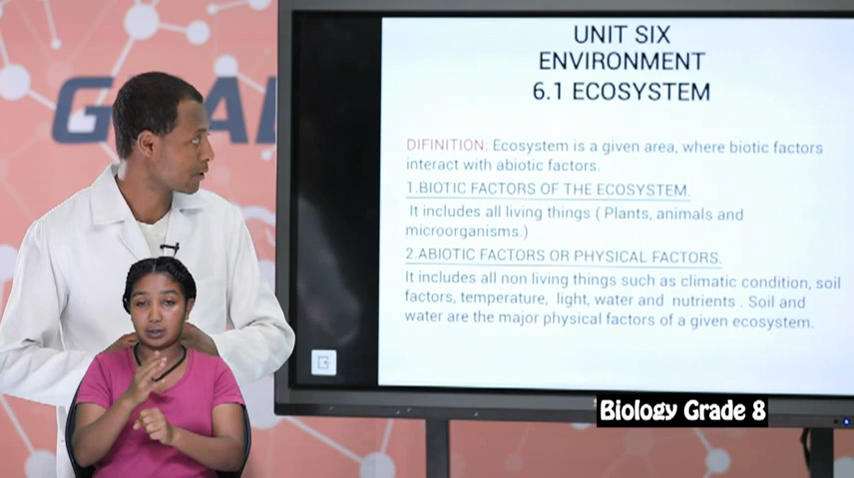 UNIT SIX
ENVIRONMENT
6.1 ECOSYSTEM
DIFINITION: Ecosystem is a given area, where biotic factors
interact with abiotic factors.
1.BIOTIC FACTORS OF THE ECOSYSTEM.
It includes all living things ( Plants, animals and
microorganisms.)
2.ABIOTIC FACTORS OR PHYSICAL FACTORS.
It includes all non living things such as climatic condition, soil
factors, temperature, light, water and nutrients . Soil and
water are the major physical factors of a given ecosystem.
Biology Grade 8